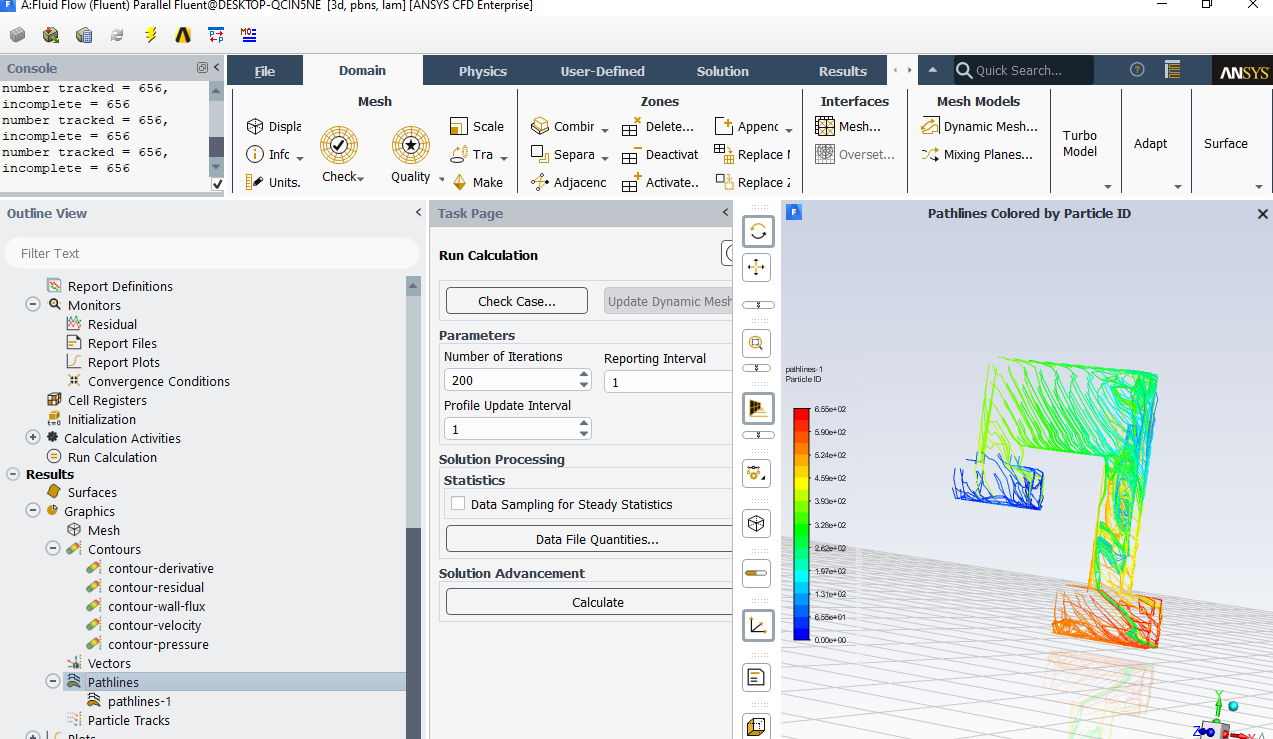 A:Fluid Flow (Fluent) Parallel Fluent@DESKTOP-QCIN5NE [3d, pbns, lam] [ANSYS CFD Enterprise]
Console
number tracked = 656,
incomplete = 656
number tracked = 656,
incomplete = 656
number tracked = 656,
incomplete = 656
File
Domain
Physics
User-Defined
Solution
Results
Quick Search...
ANSYS
Mesh
Displa
Info
Units.
Check
Quality
Scale
Tra
Make
Zones
Combir
Separa
Adjacenc
Delete...
Deactivat
Activate..
Appenc
Replace M
Replace Z
Interfaces
Mesh...
Overset...
Mesh Models
Dynamic Mesh...
Mixing Planes...
Turbo
Model
Adapt
Surface
Outline View
Filter Text
Report Definitions
Monitors
Residual
Report Files
Report Plots
Convergence Conditions
Cell Registers
Initialization
Calculation Activities
Run Calculation
Results
Surfaces
Graphics
Mesh
Contours
contour-derivative
contour-residual
contour-wall-flux
contour-velocity
contour-pressure
Vectors
Pathlines
pathlines-1
Particle Tracks
Plots
Task Page
Run Calculation
Check Case...
Update Dynamic Mesh
Parameters
Number of Iterations
200
Reporting Interval
1
Profile Update Interval
1
Solution Processing
Statistics
Data Sampling for Steady Statistics
Data File Quantities...
Solution Advancement
Calculate
Pathlines Colored by Particle ID
pathlines-1
Particle ID
6.55e+02
5.90e+02
5.24e+02
4.59e+02
3.93e+02
3.28e+02
2.62e+02
1.97e+02
1.31e+02
6.55e+01
0.00e+00
Y
Z
X